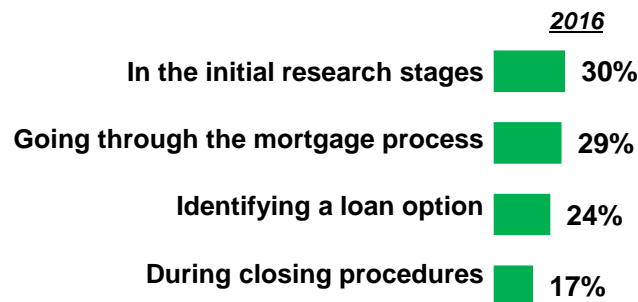 2016
In the initial research stages 30%
Going through the mortgage process 29%
Identifying a loan option 24%
During closing procedures 17%